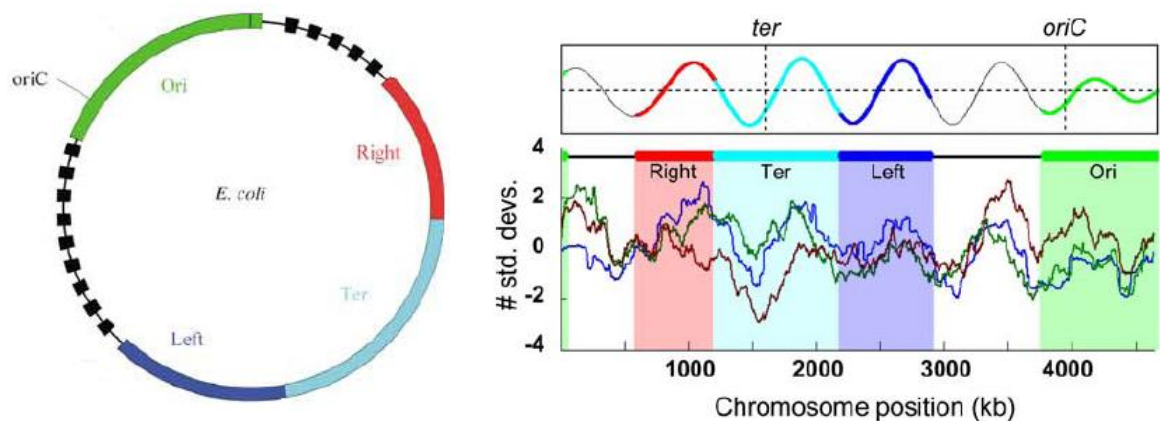 oriC
Ori
Right
E. coli
Ter
Left
ter oriC
4
2
0
-2
-4
# std. devs.
Right Ter Left Ori
1000 2000 3000 4000
Chromosome position (kb)